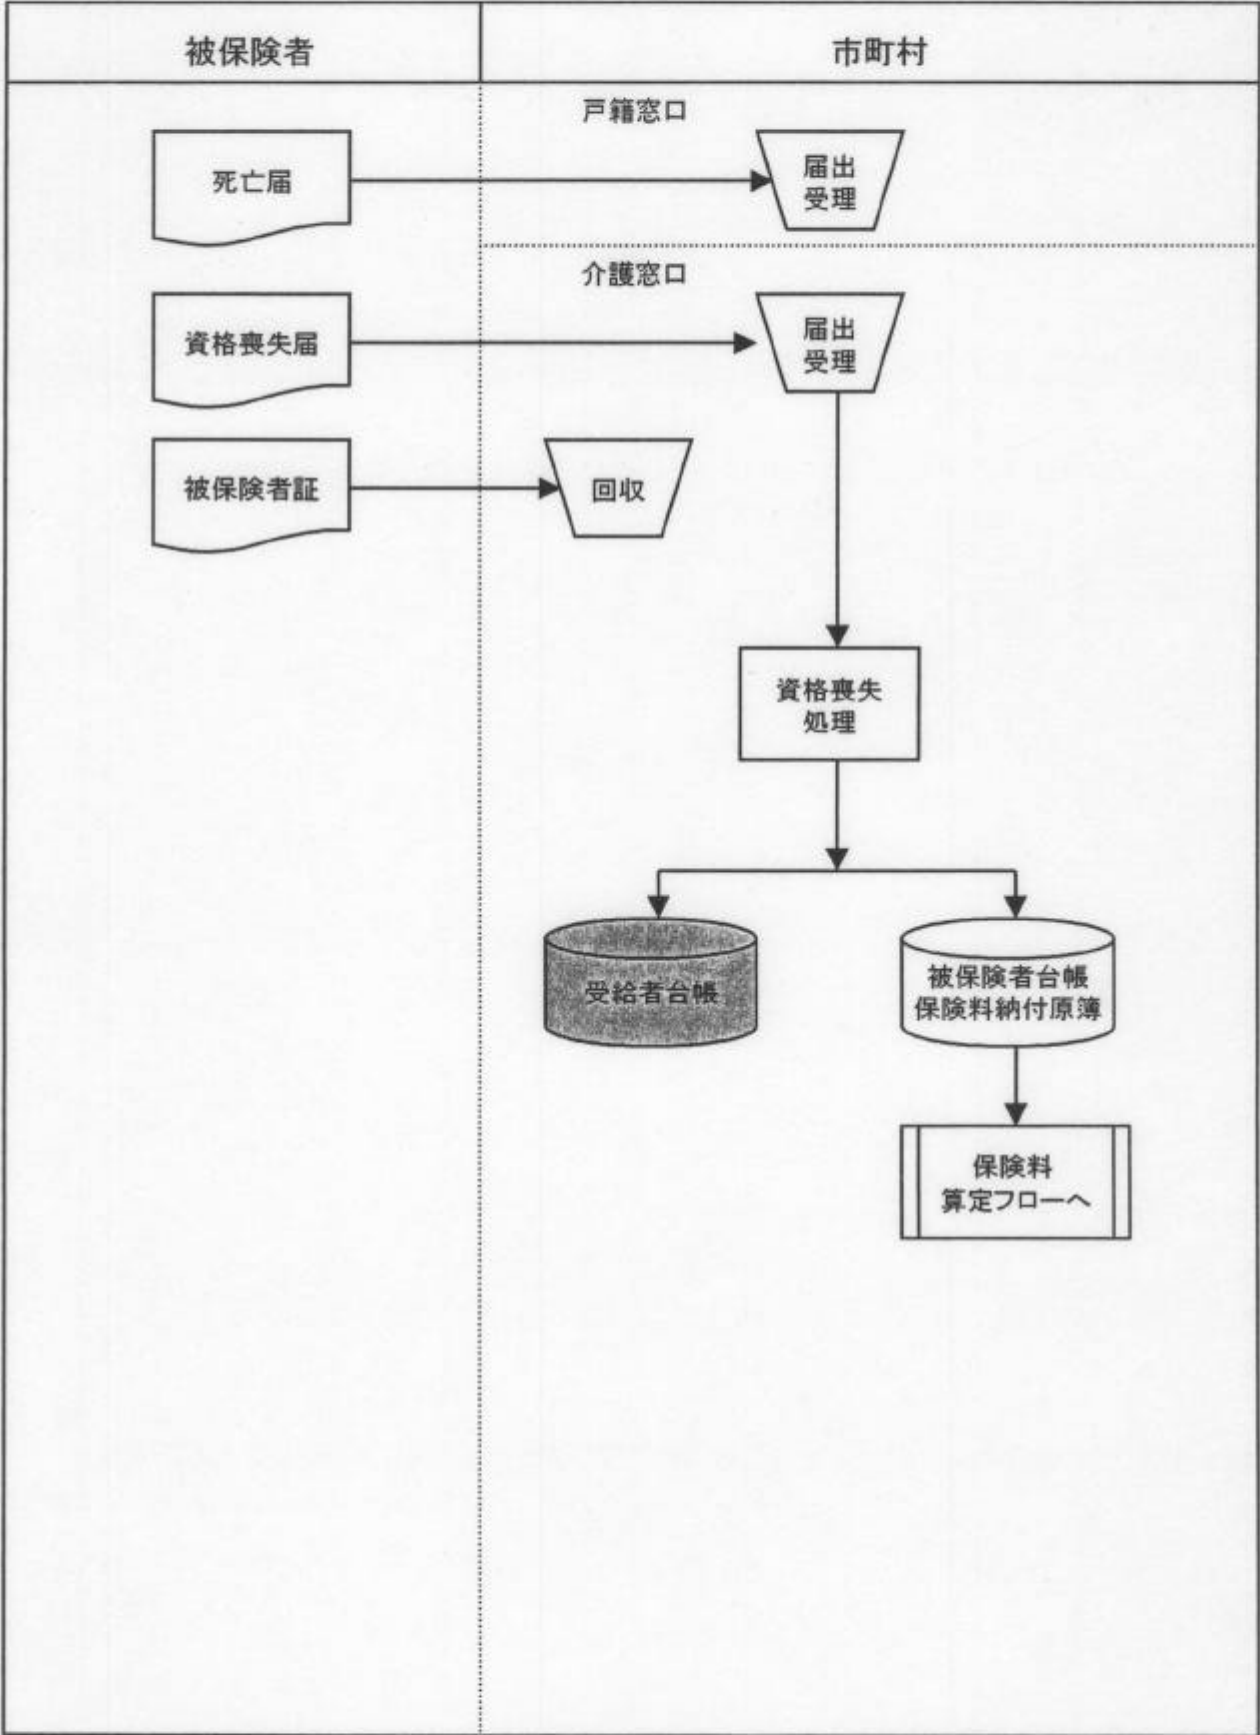 被保険者
市町村
戸籍窓口
死亡届
届出
受理
介護窓口
資格喪失届
届出
受理
被保険者証
回収
資格喪失
処理
受給者台帳
被保険者台帳
保険料納付原簿
保険料
算定フローへ